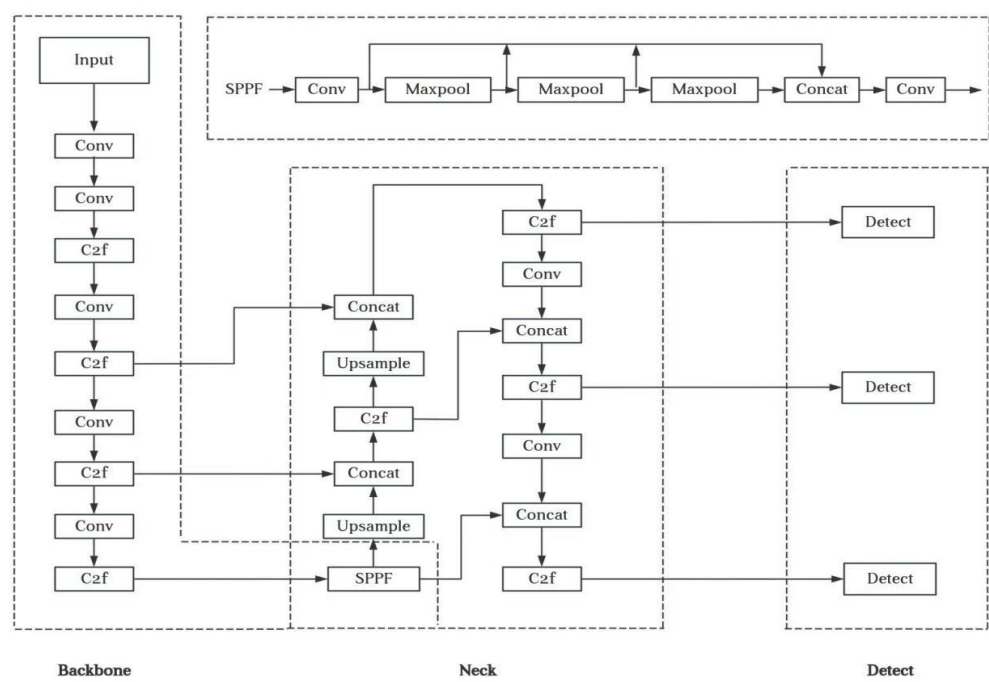 Input
Conv
Conv
C2f
Conv
C2f
Conv
C2f
Conv
C2f
SPPF Conv Maxpool Maxpool Maxpool Concat Conv
Concat
Upsample
C2f
Concat
Upsample
SPPF
C2f
Conv
Concat
C2f
Conv
Concat
C2f
Detect
Detect
Detect
Backbone Neck Detect